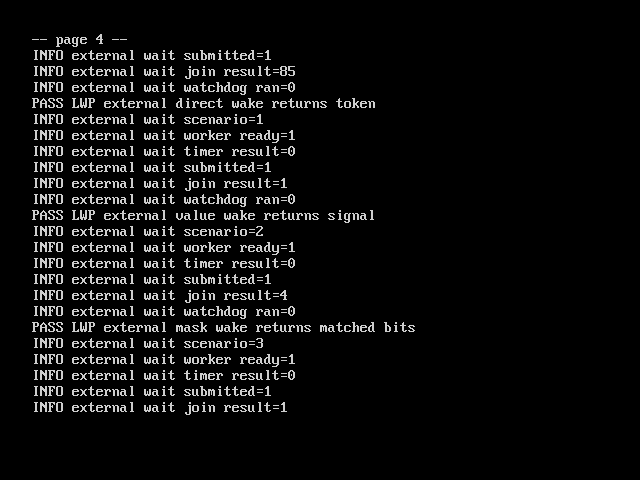 -- page 4 --
INFO external wait submitted=1
INFO external wait join result=85
INFO external wait watchdog ran=0
PASS LWP external direct wake returns token
INFO external wait scenario=1
INFO external wait worker ready=1
INFO external wait timer result=0
INFO external wait submitted=1
INFO external wait join result=1
INFO external wait watchdog ran=0
PASS LWP external value wake returns signal
INFO external wait scenario=2
INFO external wait worker ready=1
INFO external wait timer result=0
INFO external wait submitted=1
INFO external wait join result=4
INFO external wait watchdog ran=0
PASS LWP external mask wake returns matched bits
INFO external wait scenario=3
INFO external wait worker ready=1
INFO external wait timer result=0
INFO external wait submitted=1
INFO external wait join result=1